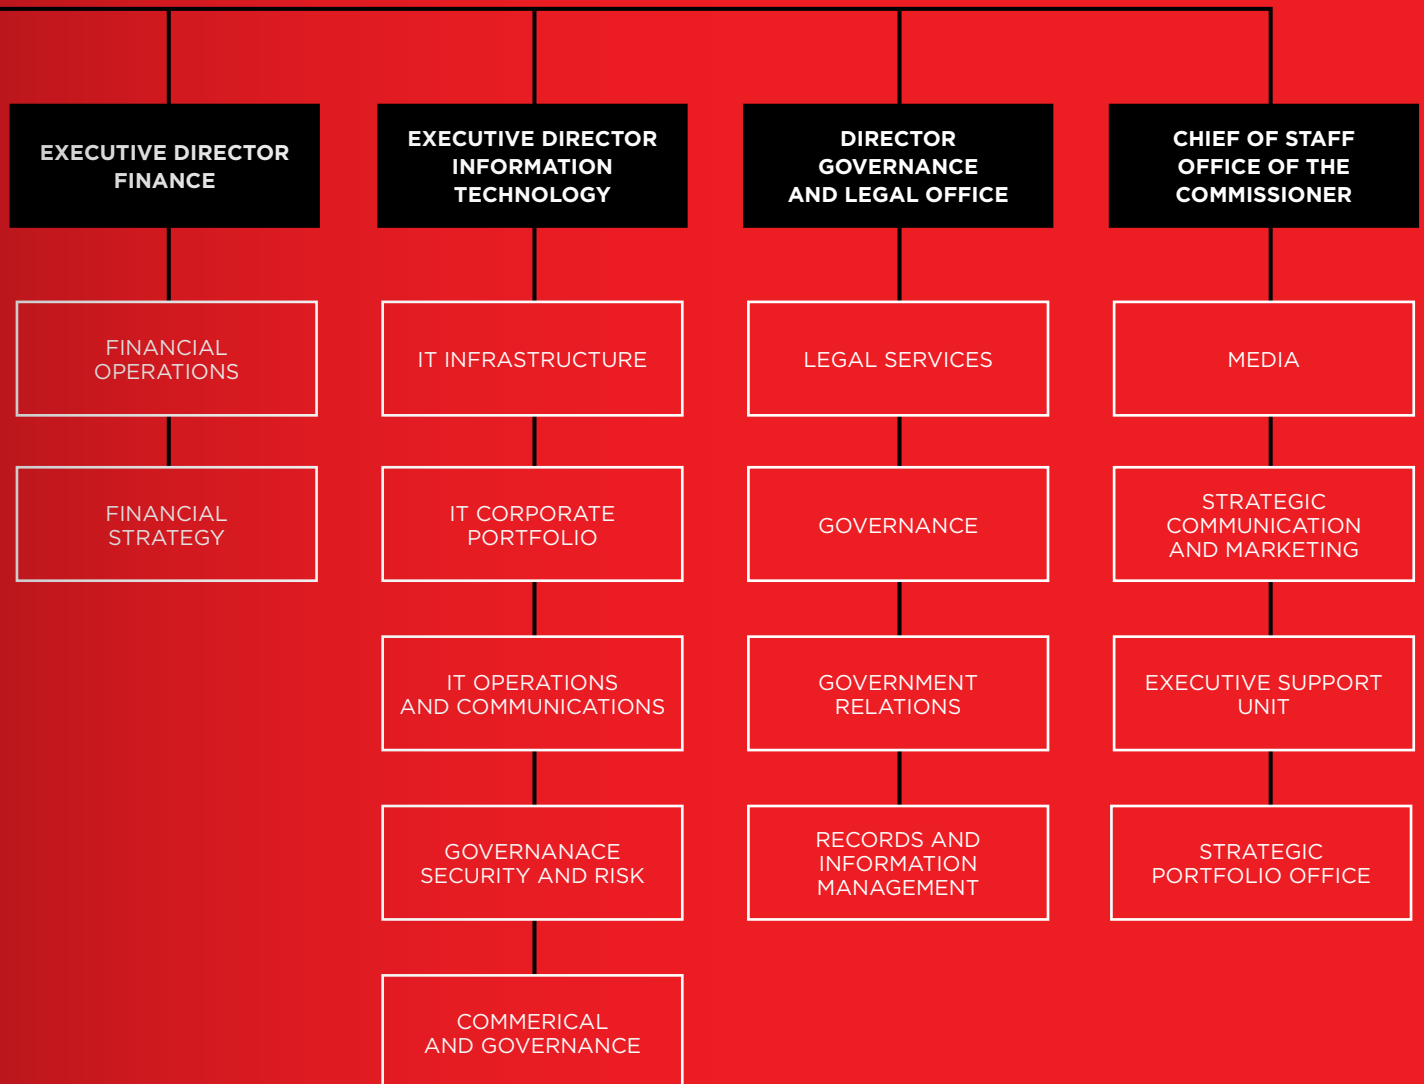 EXECUTIVE DIRECTOR
FINANCE
FINANCIAL
OPERATIONS
FINANCIAL
STRATEGY
EXECUTIVE DIRECTOR
INFORMATION
TECHNOLOGY
IT INFRASTRUCTURE
IT CORPORATE
PORTFOLIO
IT OPERATIONS
AND COMMUNICATIONS
GOVERNANACE
SECURITY AND RISK
COMMERICAL
AND GOVERNANCE
DIRECTOR
GOVERNANCE
AND LEGAL OFFICE
LEGAL SERVICES
GOVERNANCE
GOVERNMENT
RELATIONS
RECORDS AND
INFORMATION
MANAGEMENT
CHIEF OF STAFF
OFFICE OF THE
COMMISSIONER
MEDIA
STRATEGIC
COMMUNICATION
AND MARKETING
EXECUTIVE SUPPORT
UNIT
STRATEGIC
PORTFOLIO OFFICE